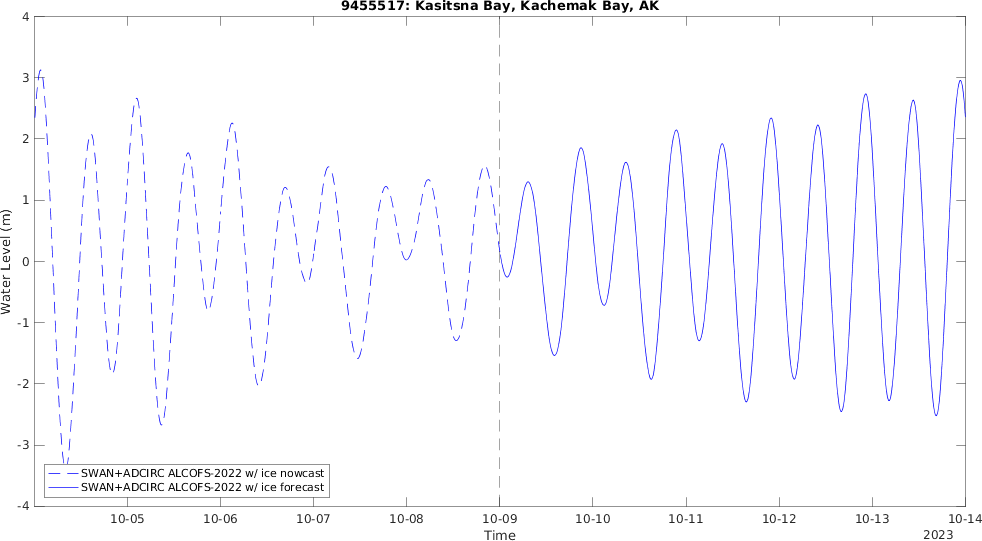 9455517: Kasitsna Bay, Kachemak Bay, AK
4
3
2
1
0
-1
-2
-3
-4
Water Level (m)
SWAN+ADCIRC ALCOFS-2022 w/ ice nowcast
SWAN+ADCIRC ALCOFS-2022 w/ ice forecast
10-05 10-06 10-07 10-08 10-09 10-10 10-11 10-12 10-13 10-14
Time
2023